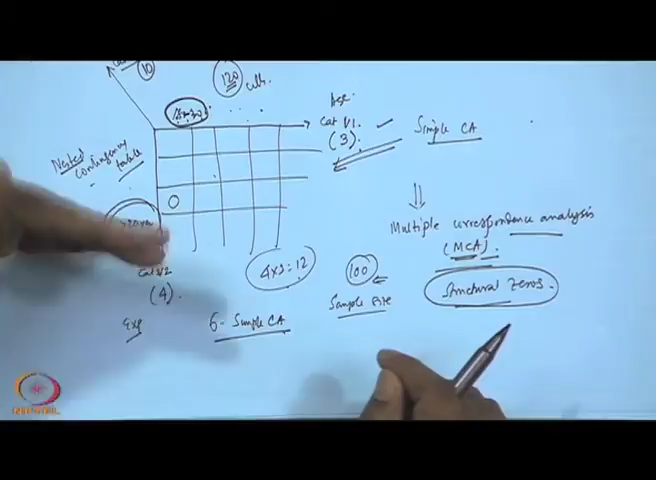 10
120 cells
Age
Cat V1.
(3).
Simple CA
Nested
Contingency
table
0
Multiple correspondence analysis
(MCA).
Cat V2
(4).
4x3=12
100
Sample Size
Structural Zeros.
Exp
6- Simple CA
NPTEL